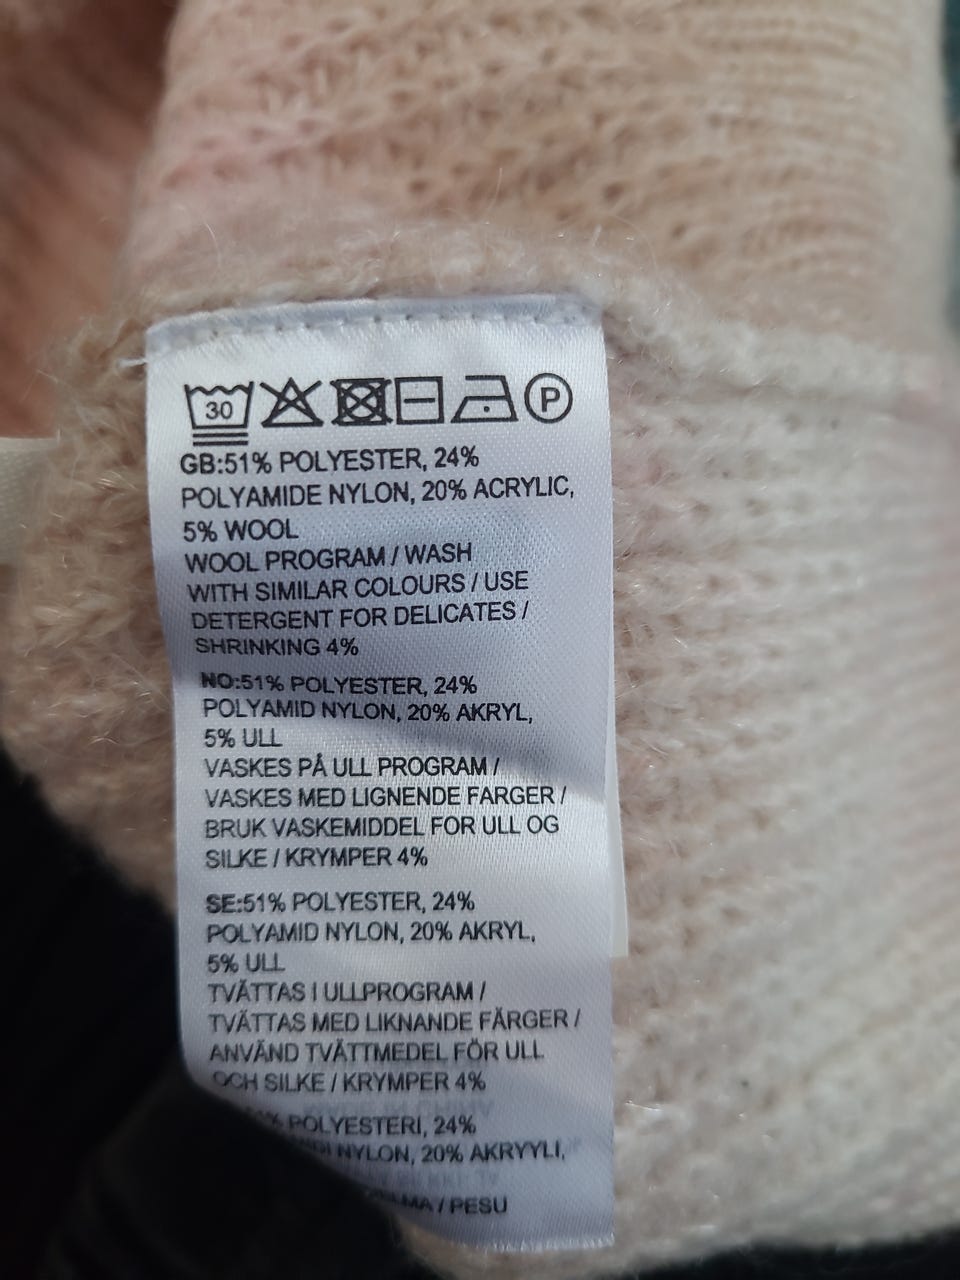 30 P
GB:51% POLYESTER, 24%
POLYAMIDE NYLON, 20% ACRYLIC,
5% WOOL
WOOL PROGRAM / WASH
WITH SIMILAR COLOURS / USE
DETERGENT FOR DELICATES /
SHRINKING 4%
NO:51% POLYESTER, 24%
POLYAMID NYLON, 20% AKRYL,
5% ULL
VASKES PÅ ULL PROGRAM /
VASKES MED LIGNENDE FARGER /
BRUK VASKEMIDDEL FOR ULL OG
SILKE / KRYMPER 4%
SE:51% POLYESTER, 24%
POLYAMID NYLON, 20% AKRYL,
5% ULL
TVÄTTAS I ULLPROGRAM /
TVÄTTAS MED LIKNANDE FÄRGER /
ANVÄND TVÄTTMEDEL FÖR ULL
OCH SILKE / KRYMPER 4%
POLYESTERI, 24%
NYLON, 20% AKRYYLI,
/ PESU